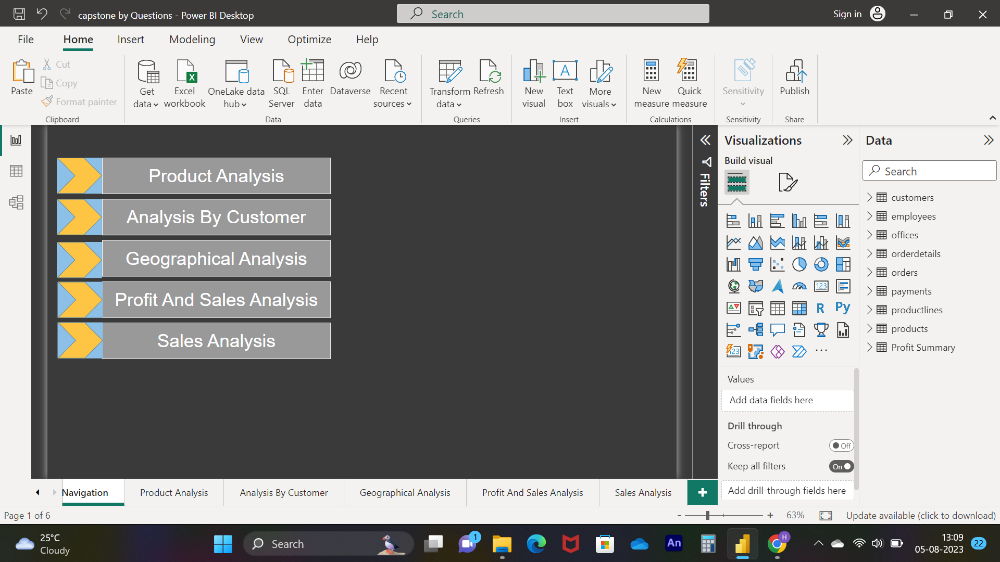 capstone by Questions - Power BI Desktop
Search
Sign in
File Home Insert Modeling View Optimize Help
Paste
Cut
Copy
Format painter
Clipboard
Get data
Excel workbook
OneLake data hub
SQL Server
Enter data
Dataverse
Recent sources
Data
Transform data
Refresh
Queries
New visual
Text box
More visuals
Insert
New measure
Quick measure
Calculations
Sensitivity
Sensitivity
Publish
Share
Product Analysis
Analysis By Customer
Geographical Analysis
Profit And Sales Analysis
Sales Analysis
Filters
Visualizations
Build visual
123
R
Py
123
Values
Add data fields here
Drill through
Cross-report
Off
Keep all filters
On
Add drill-through fields here
Data
Search
customers
employees
offices
orderdetails
orders
payments
productlines
products
Profit Summary
Navigation Product Analysis Analysis By Customer Geographical Analysis Profit And Sales Analysis Sales Analysis +
Page 1 of 6
- + 63%
Update available (click to download)
25°C
Cloudy
Search
1
An
H
13:09
05-08-2023
22